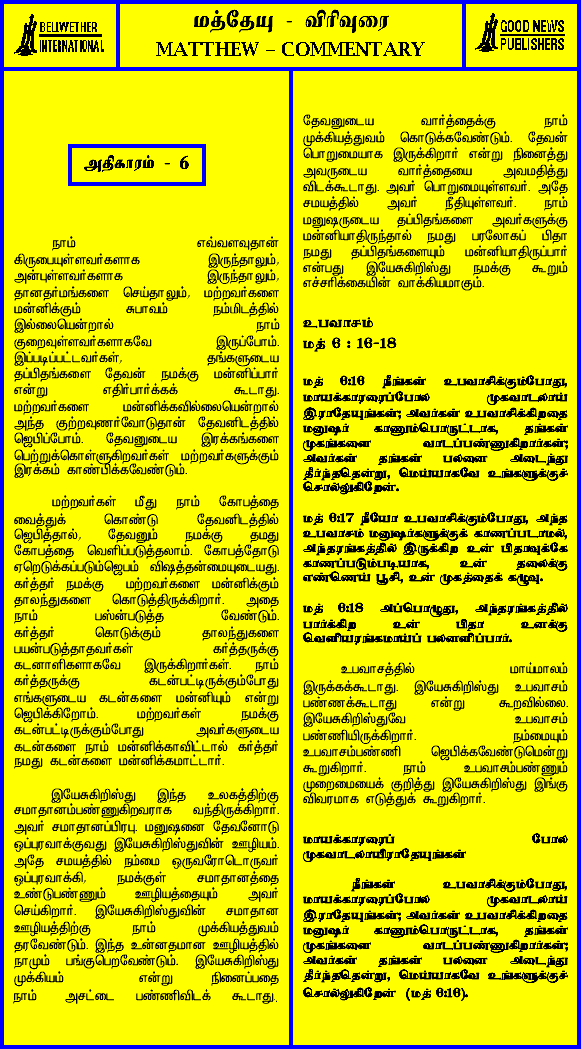 BELLWETHER
INTERNATIONAL
மத்தேயு - விரிவுரை
MATTHEW – COMMENTARY
GOOD NEWS
PUBLISHERS
அதிகாரம் - 6
நாம் எவ்வளவுதான்
கிருபையுள்ளவர்களாக இருந்தாலும்,
அன்புள்ளவர்களாக இருந்தாலும்,
தானதர்மங்களை செய்தாலும், மற்றவர்களை
மன்னிக்கும் சுபாவம் நம்மிடத்தில்
இல்லையென்றால் நாம்
குறைவுள்ளவர்களாகவே இருப்போம்.
இப்படிப்பட்டவர்கள், தங்களுடைய
தப்பிதங்களை தேவன் நமக்கு மன்னிப்பார்
என்று எதிர்பார்க்கக் கூடாது.
மற்றவர்களை மன்னிக்கவில்லையென்றால்
அந்த குற்றவுணர்வோடுதான் தேவனிடத்தில்
ஜெபிப்போம். தேவனுடைய இரக்கங்களை
பெற்றுக்கொள்ளுகிறவர்கள் மற்றவர்களுக்கும்
இரக்கம் காண்பிக்கவேண்டும்.
மற்றவர்கள் மீது நாம் கோபத்தை
வைத்துக் கொண்டு தேவனிடத்தில்
ஜெபித்தால், தேவனும் நமக்கு தமது
கோபத்தை வெளிப்படுத்தலாம். கோபத்தோடு
ஏறெடுக்கப்படும்ஜெபம் விஷத்தன்மையுடையது.
கர்த்தர் நமக்கு மற்றவர்களை மன்னிக்கும்
தாலந்துகளை கொடுத்திருக்கிறார். அதை
நாம் பயன்படுத்த வேண்டும்.
கர்த்தர் கொடுக்கும் தாலந்துகளை
பயன்படுத்தாதவர்கள் கர்த்தருக்கு
கடனாளிகளாகவே இருக்கிறார்கள். நாம்
கர்த்தருக்கு கடன்பட்டிருக்கும்போது
எங்களுடைய கடன்களை மன்னியும் என்று
ஜெபிக்கிறோம். மற்றவர்கள் நமக்கு
கடன்பட்டிருக்கும்போது அவர்களுடைய
கடன்களை நாம் மன்னிக்காவிட்டால் கர்த்தர்
நமது கடன்களை மன்னிக்கமாட்டார்.
இயேசுகிறிஸ்து இந்த உலகத்திற்கு
சமாதானம்பண்ணுகிறவராக வந்திருக்கிறார்.
அவர் சமாதானப்பிரபு. மனுஷனை தேவனோடு
ஒப்புரவாக்குவது இயேசுகிறிஸ்துவின் ஊழியம்.
அதே சமயத்தில் நம்மை ஒருவரோடொருவர்
ஒப்புரவாக்கி, நமக்குள் சமாதானத்தை
உண்டுபண்ணும் ஊழியத்தையும் அவர்
செய்கிறார். இயேசுகிறிஸ்துவின் சமாதான
ஊழியத்திற்கு நாம் முக்கியத்துவம்
தரவேண்டும். இந்த உன்னதமான ஊழியத்தில்
நாமும் பங்குபெறவேண்டும். இயேசுகிறிஸ்து
முக்கியம் என்று நினைப்பதை
நாம் அசட்டை பண்ணிவிடக் கூடாது.
தேவனுடைய வார்த்தைக்கு நாம்
முக்கியத்துவம் கொடுக்கவேண்டும். தேவன்
பொறுமையாக இருக்கிறார் என்று நினைத்து
அவருடைய வார்த்தையை அவமதித்து
விடக்கூடாது. அவர் பொறுமையுள்ளவர். அதே
சமயத்தில் அவர் நீதியுள்ளவர். நாம்
மனுஷருடைய தப்பிதங்களை அவர்களுக்கு
மன்னியாதிருந்தால் நமது பரலோகப் பிதா
நமது தப்பிதங்களையும் மன்னியாதிருப்பார்
என்பது இயேசுகிறிஸ்து நமக்கு கூறும்
எச்சரிக்கையின் வாக்கியமாகும்.
உபவாசம்
மத் 6 : 16-18
மத் 6:16 நீங்கள் உபவாசிக்கும்போது,
மாயக்காரரைப்போல முகவாடலாய்
இராதேயுங்கள்; அவர்கள் உபவாசிக்கிறதை
மனுஷர் காணும்பொருட்டாக, தங்கள்
முகங்களை வாடப்பண்ணுகிறார்கள்;
அவர்கள் தங்கள் பலனை அடைந்து
தீர்ந்ததென்று, மெய்யாகவே உங்களுக்குச்
சொல்லுகிறேன்.
மத் 6:17 நீயோ உபவாசிக்கும்போது, அந்த
உபவாசம் மனுஷர்களுக்குக் காணப்படாமல்,
அந்தரங்கத்தில் இருக்கிற உன் பிதாவுக்கே
காணப்படும்படியாக, உன் தலைக்கு
எண்ணெய் பூசி, உன் முகத்தைக் கழுவு.
மத் 6:18 அப்பொழுது, அந்தரங்கத்தில்
பார்க்கிற உன் பிதா உனக்கு
வெளியரங்கமாய்ப் பலனளிப்பார்.
உபவாசத்தில் மாய்மாலம்
இருக்கக்கூடாது. இயேசுகிறிஸ்து உபவாசம்
பண்ணக்கூடாது என்று கூறவில்லை.
இயேசுகிறிஸ்துவே உபவாசம்
பண்ணியிருக்கிறார். நம்மையும்
உபவாசம்பண்ணி ஜெபிக்கவேண்டுமென்று
கூறுகிறார். நாம் உபவாசம்பண்ணும்
முறைமையைக் குறித்து இயேசுகிறிஸ்து இங்கு
விவரமாக எடுத்துக் கூறுகிறார்.
மாயக்காரரைப் போல
முகவாடலாயிராதேயுங்கள்
நீங்கள் உபவாசிக்கும்போது,
மாயக்காரரைப்போல முகவாடலாய்
இராதேயுங்கள்; அவர்கள் உபவாசிக்கிறதை
மனுஷர் காணும்பொருட்டாக, தங்கள்
முகங்களை வாடப்பண்ணுகிறார்கள்;
அவர்கள் தங்கள் பலனை அடைந்து
தீர்ந்ததென்று, மெய்யாகவே உங்களுக்குச்
சொல்லுகிறேன் (மத் 6:16).